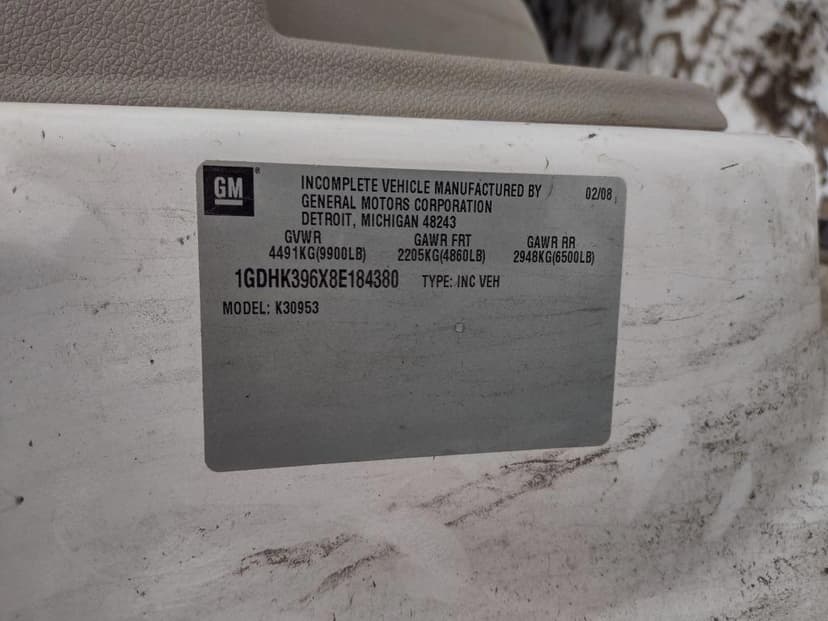 GM ®
INCOMPLETE VEHICLE MANUFACTURED BY 02/08
GENERAL MOTORS CORPORATION
DETROIT, MICHIGAN 48243
GVWR GAWR FRT GAWR RR
4491KG(9900LB) 2205KG(4860LB) 2948KG(6500LB)
1GDHK396X8E184380 TYPE: INC VEH
MODEL: K30953